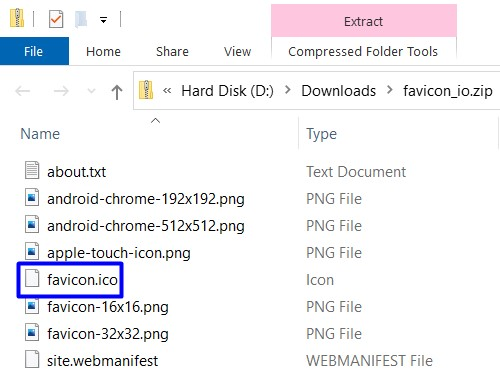 Extract
File Home Share View Compressed Folder Tools
« Hard Disk (D:) > Downloads > favicon_io.zip
Name Type
about.txt Text Document
android-chrome-192x192.png PNG File
android-chrome-512x512.png PNG File
apple-touch-icon.png PNG File
favicon.ico Icon
favicon-16x16.png PNG File
favicon-32x32.png PNG File
site.webmanifest WEBMANIFEST File